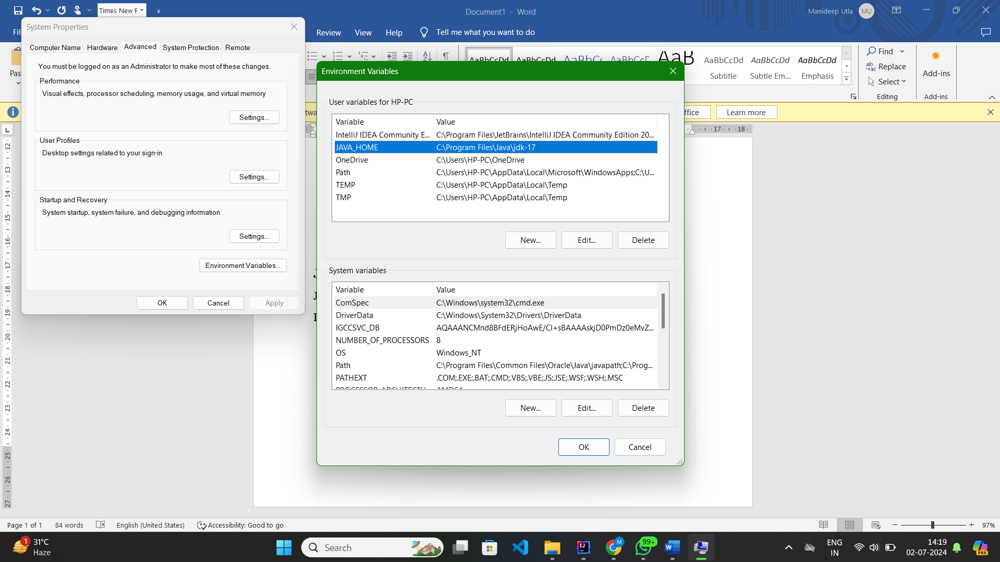 Times New R
Document1 - Word
Manideep Utla
MU
System Properties
Review
View
Help
Tell me what you want to do
Computer Name
Hardware
Advanced
System Protection
Remote
You must be logged on as an Administrator to make most of these changes.
Performance
Visual effects, processor scheduling, memory usage, and virtual memory
Settings...
User Profiles
Desktop settings related to your sign-in
Settings...
Startup and Recovery
System startup, system failure, and debugging information
Settings...
Environment Variables...
OK
Cancel
Apply
AaBbCcDd
AaBbCcDd
AaBbCc
AaBbCcD
AaB
AaBbCcDd
AaBbCcDd
AaBbCcDd
Subtitle
Subtle Em...
Emphasis
Find
Replace
Select
Editing
Add-ins
Add-ins
Learn more
17
18
Environment Variables
User variables for HP-PC
Variable Value
IntelliJ IDEA Community E... C:\Program Files\JetBrains\IntelliJ IDEA Community Edition 20...
JAVA_HOME C:\Program Files\Java\jdk-17
OneDrive C:\Users\HP-PC\OneDrive
Path C:\Users\HP-PC\AppData\Local\Microsoft\WindowsApps;C:\U...
TEMP C:\Users\HP-PC\AppData\Local\Temp
TMP C:\Users\HP-PC\AppData\Local\Temp
New...
Edit...
Delete
System variables
Variable Value
ComSpec C:\Windows\system32\cmd.exe
DriverData C:\Windows\System32\Drivers\DriverData
IGCCSVC_DB AQAAANCMnd8BFdERjHoAwE/Cl+sBAAAAskjD0PmDz0eMvZ...
NUMBER_OF_PROCESSORS 8
OS Windows_NT
Path C:\Program Files\Common Files\Oracle\Java\javapath;C:\Prog...
PATHEXT .COM;.EXE;.BAT;.CMD;.VBS;.VBE;.JS;.JSE;.WSF;.WSH;.MSC
New...
Edit...
Delete
OK
Cancel
12
13
14
15
16
17
18
19
20
21
22
23
24
25
26
27
Page 1 of 1
84 words
English (United States)
Accessibility: Good to go
97%
1
31°C
Haze
Search
M
99+
ENG
IN
14:19
02-07-2024
PRE